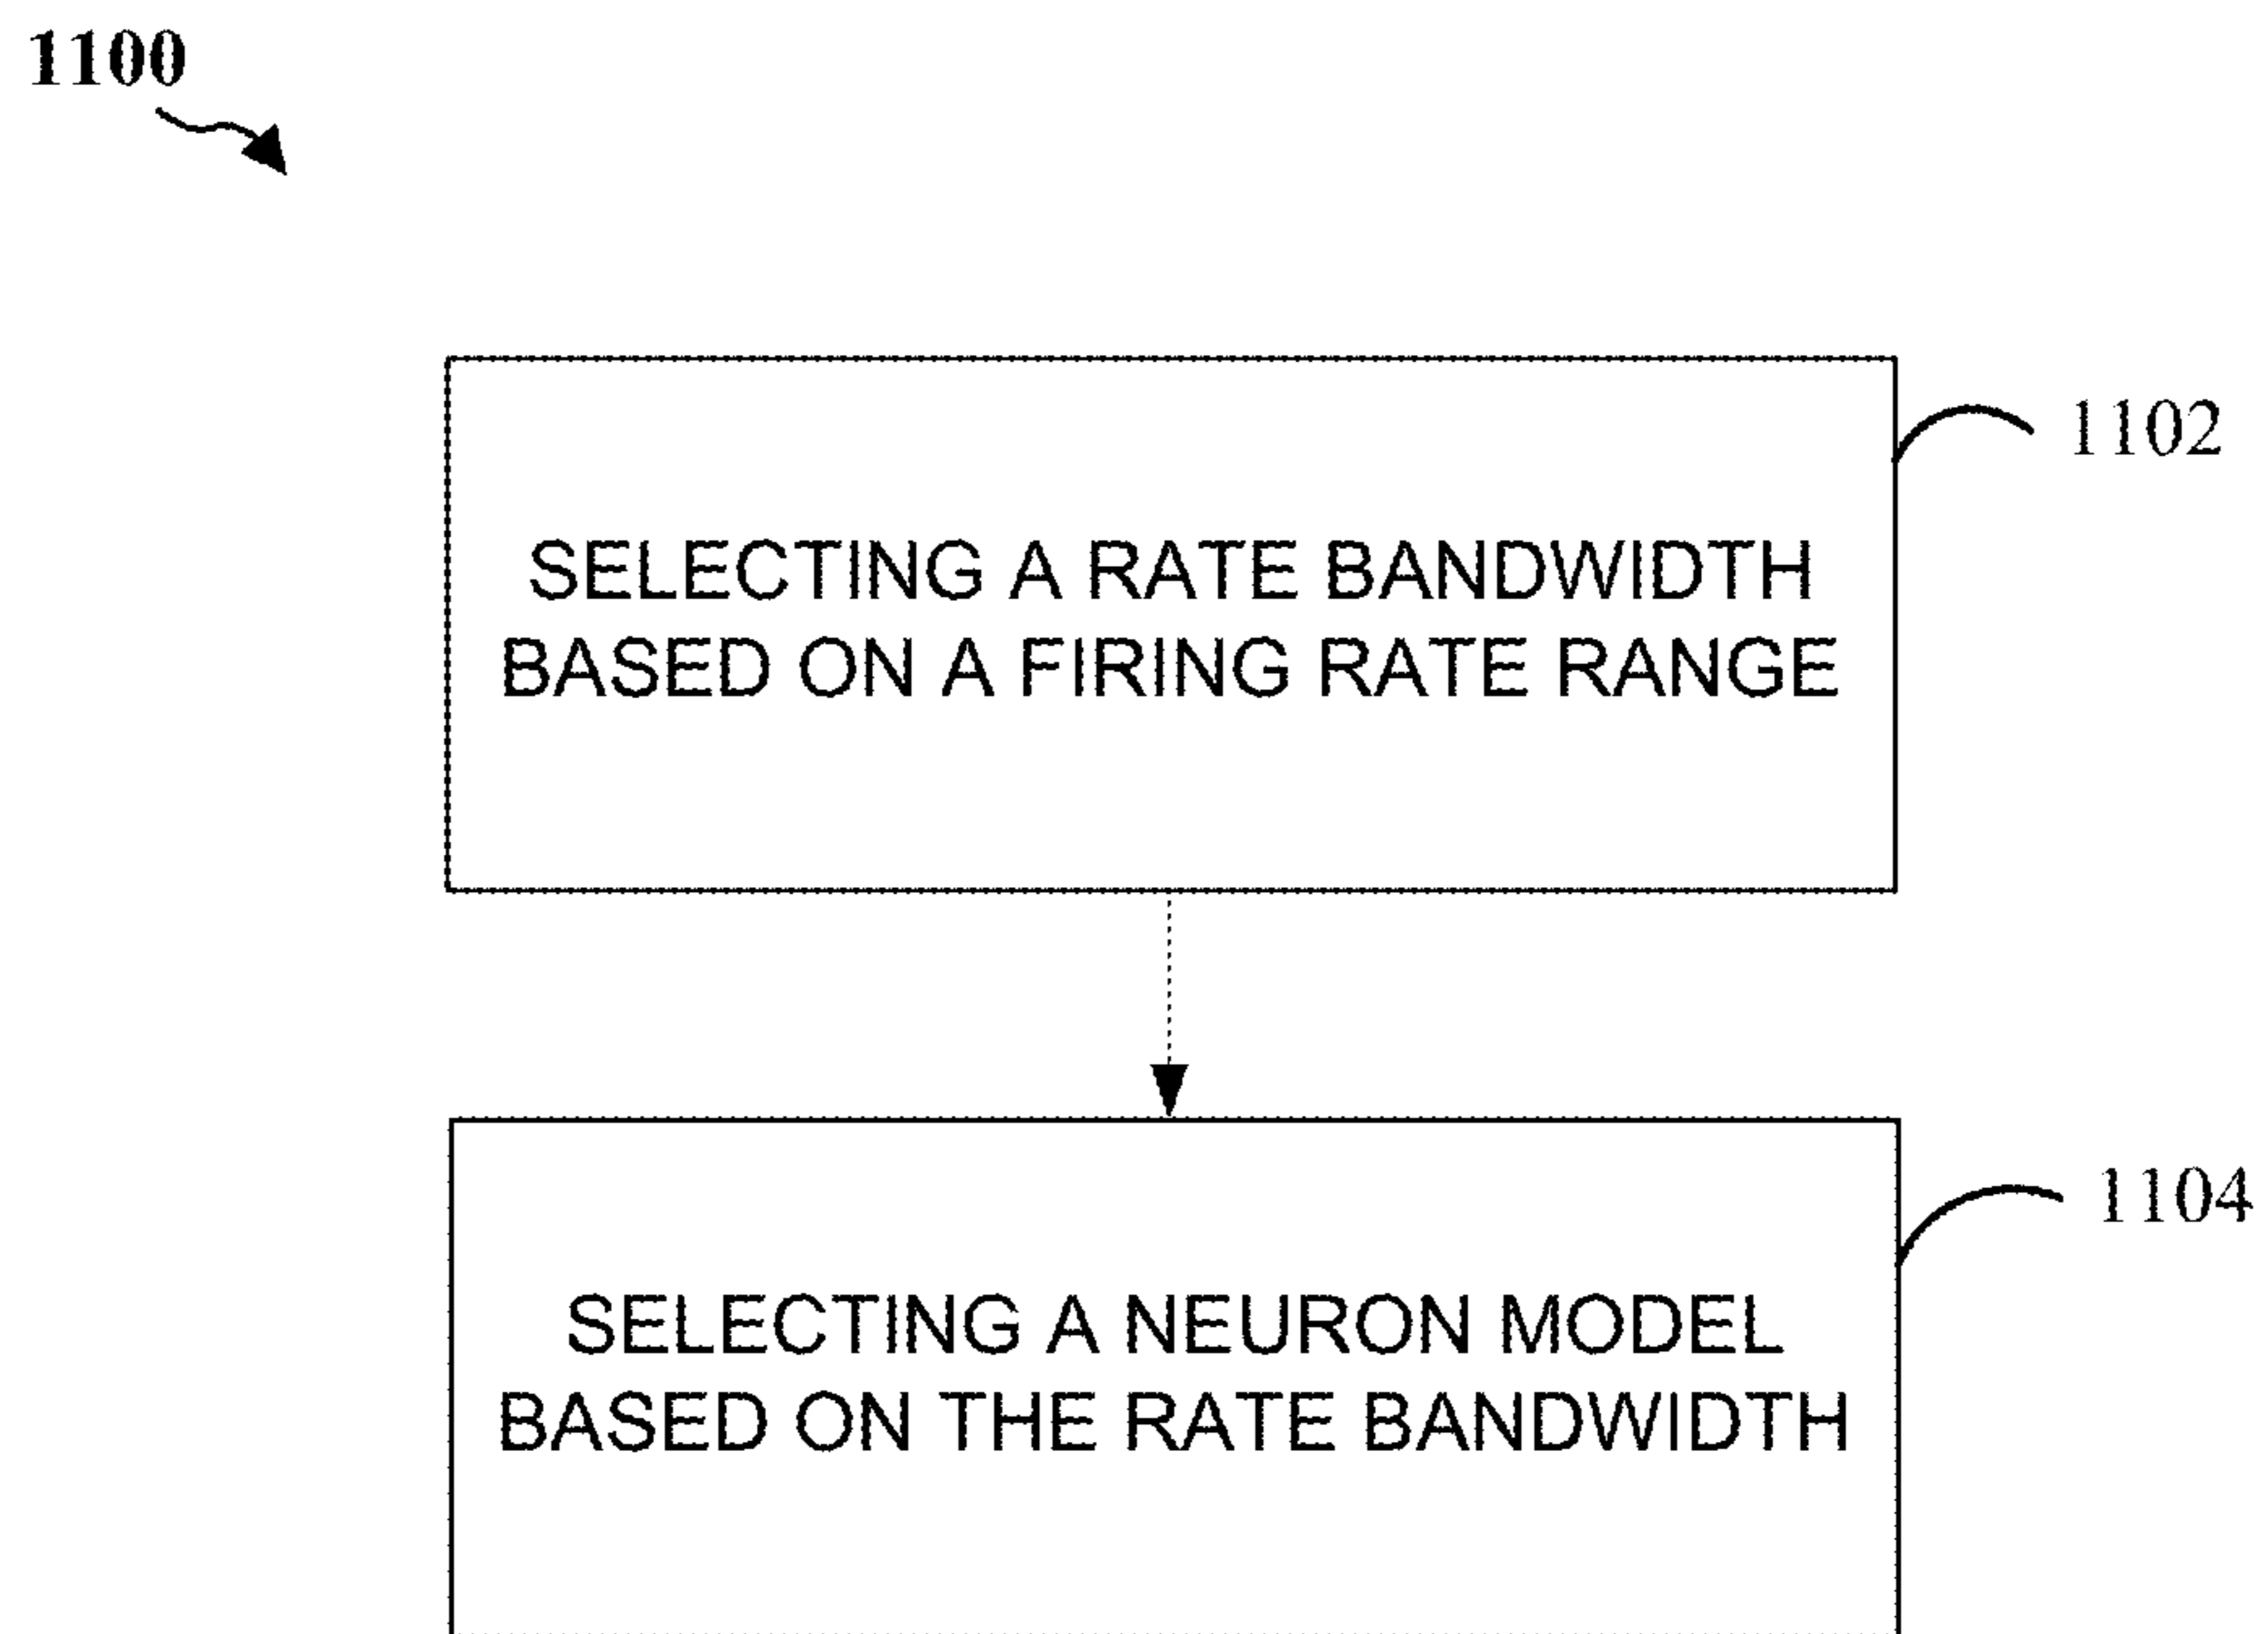 1100
1102
SELECTING A RATE BANDWIDTH
BASED ON A FIRING RATE RANGE
1104
SELECTING A NEURON MODEL
BASED ON THE RATE BANDWIDTH